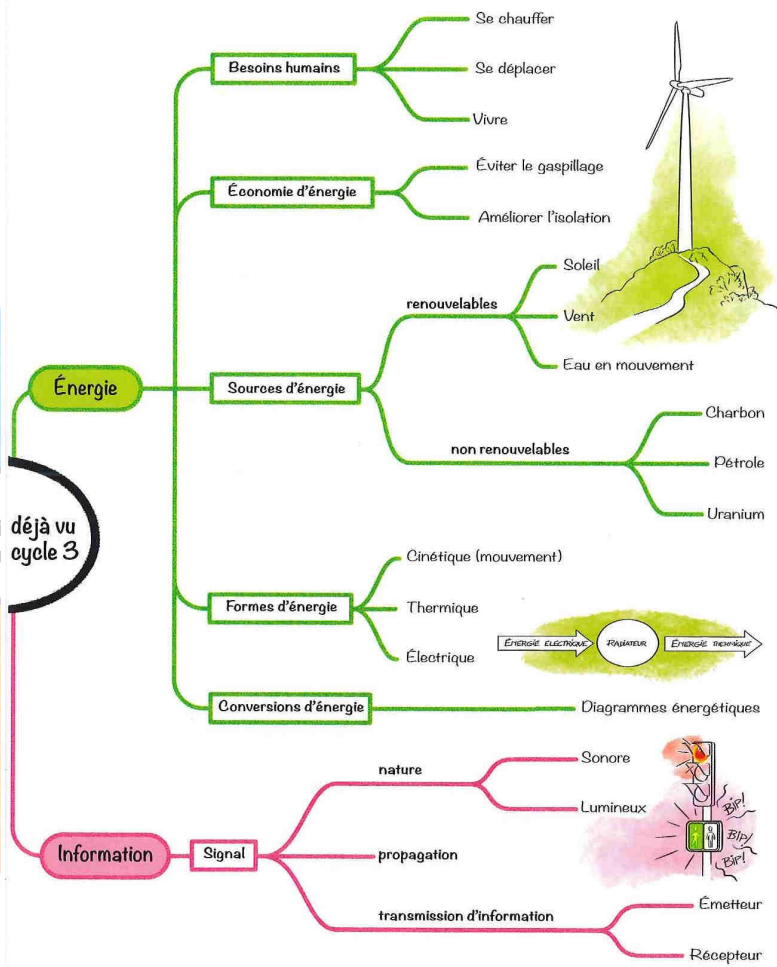 Se chauffer
Besoins humains
Se déplacer
Vivre
Éviter le gaspillage
Économie d'énergie
Améliorer l'isolation
Soleil
renouvelables
Vent
Eau en mouvement
Énergie
Sources d'énergie
Charbon
non renouvelables
Pétrole
Uranium
déjà vu
cycle 3
Cinétique (mouvement)
Formes d'énergie
Thermique
Électrique
ÉNERGIE ELECTRIQUE
RADIATEUR
ÉNERGIE THERMIQUE
Conversions d'énergie
Diagrammes énergétiques
Sonore
nature
Lumineux
BIP!
BIP!
BIP!
Information
Signal
propagation
Émetteur
transmission d'information
Récepteur